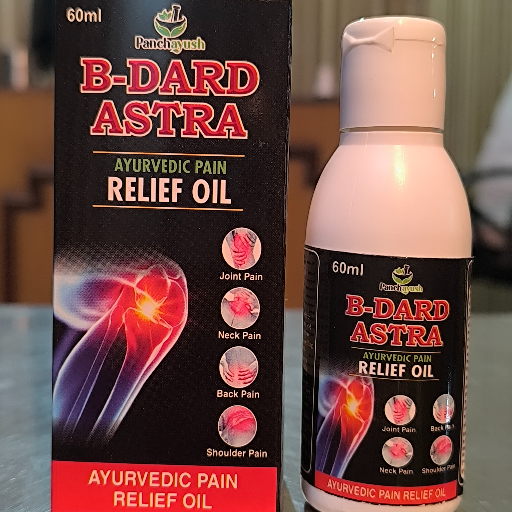 60ml
Panchayush
B-DARD
ASTRA
AYURVEDIC PAIN
RELIEF OIL
Joint Pain
Neck Pain
Back Pain
Shoulder Pain
AYURVEDIC PAIN
RELIEF OIL
60ml
Panchayush
B-DARD
ASTRA
AYURVEDIC PAIN
RELIEF OIL
Joint Pain
Back Pain
Neck Pain
Shoulder Pain
AYURVEDIC PAIN RELIEF OIL